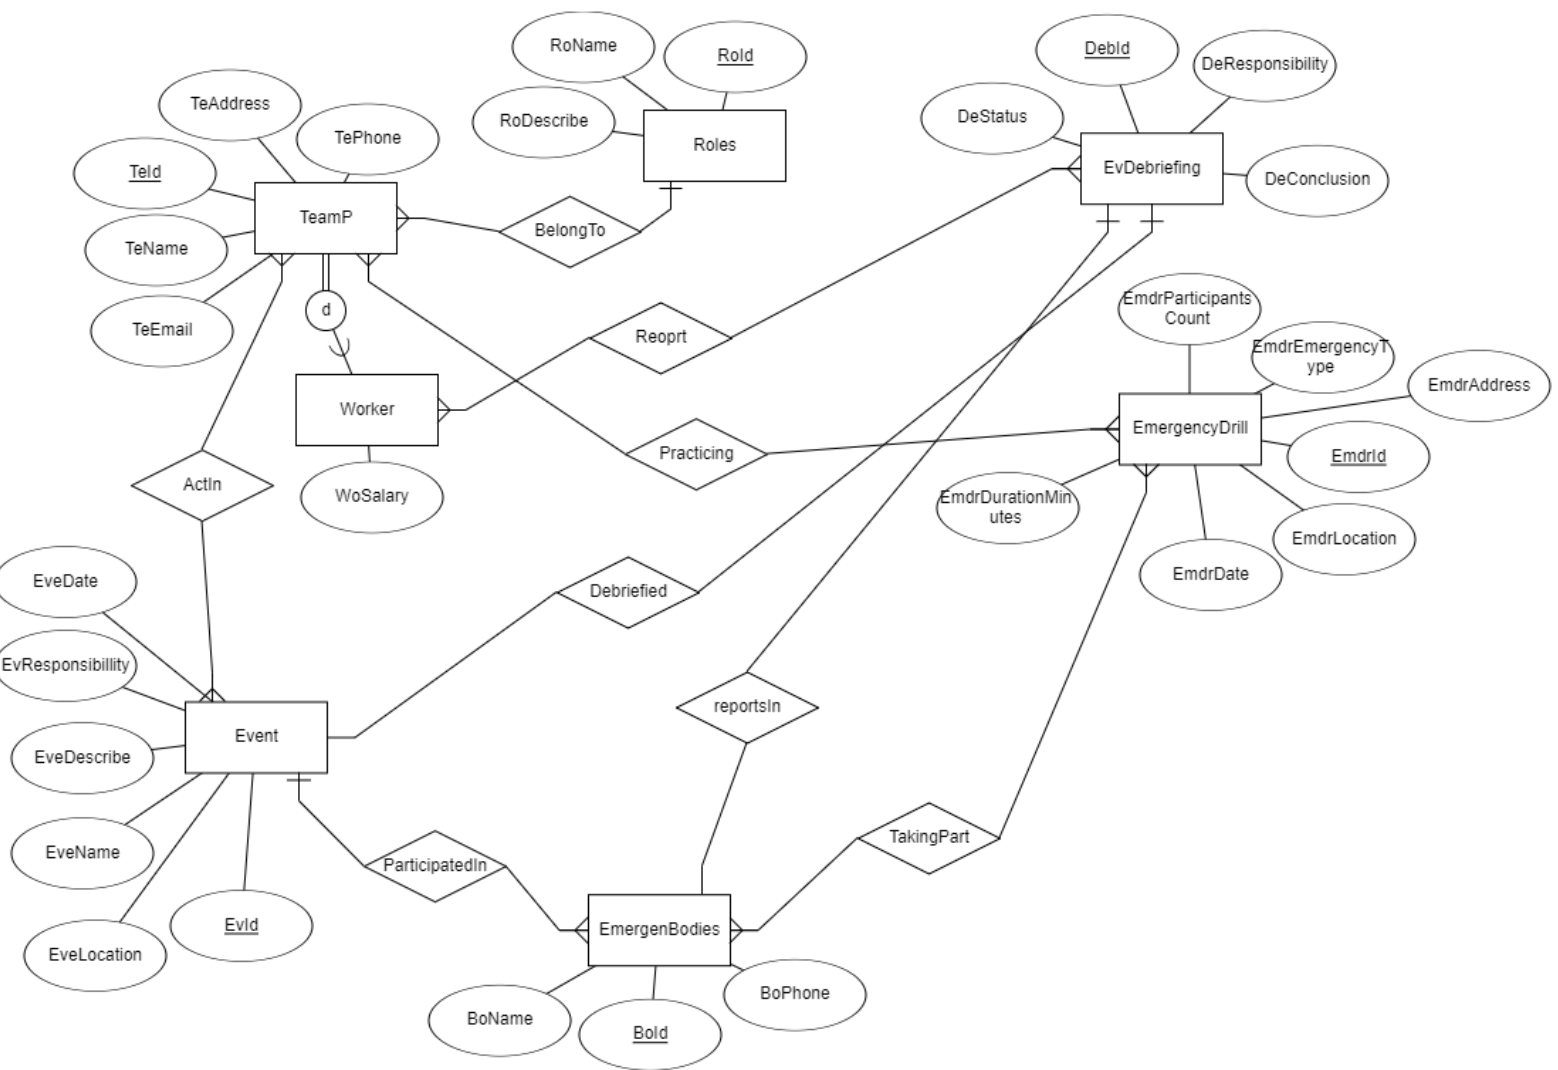 RoName
RoId
DebId
DeResponsibility
TeAddress
TePhone
RoDescribe
DeStatus
Roles
EvDebriefing
TeId
DeConclusion
TeamP
BelongTo
TeName
EmdrParticipants
Count
TeEmail
d
Reoprt
EmdrEmergencyT
ype
EmdrAddress
Worker
EmergencyDrill
Practicing
EmdrId
ActIn
WoSalary
EmdrDurationMin
utes
EmdrLocation
EmdrDate
EveDate
Debriefied
EvResponsibillity
reportsIn
Event
EveDescribe
TakingPart
EveName
ParticipatedIn
EvId
EmergenBodies
EveLocation
BoPhone
BoName
BoId